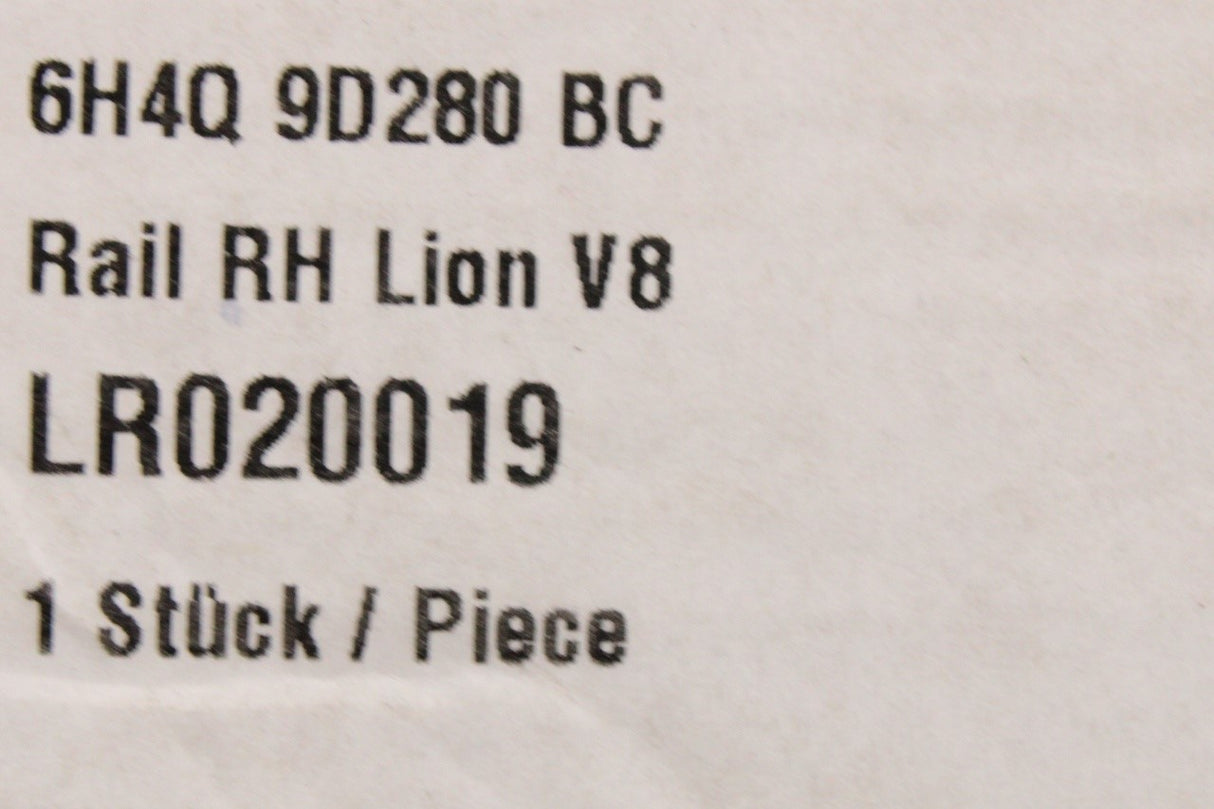 6H4Q 9D280 BC
Rail RH Lion V8
LR020019
1 Stück / Piece